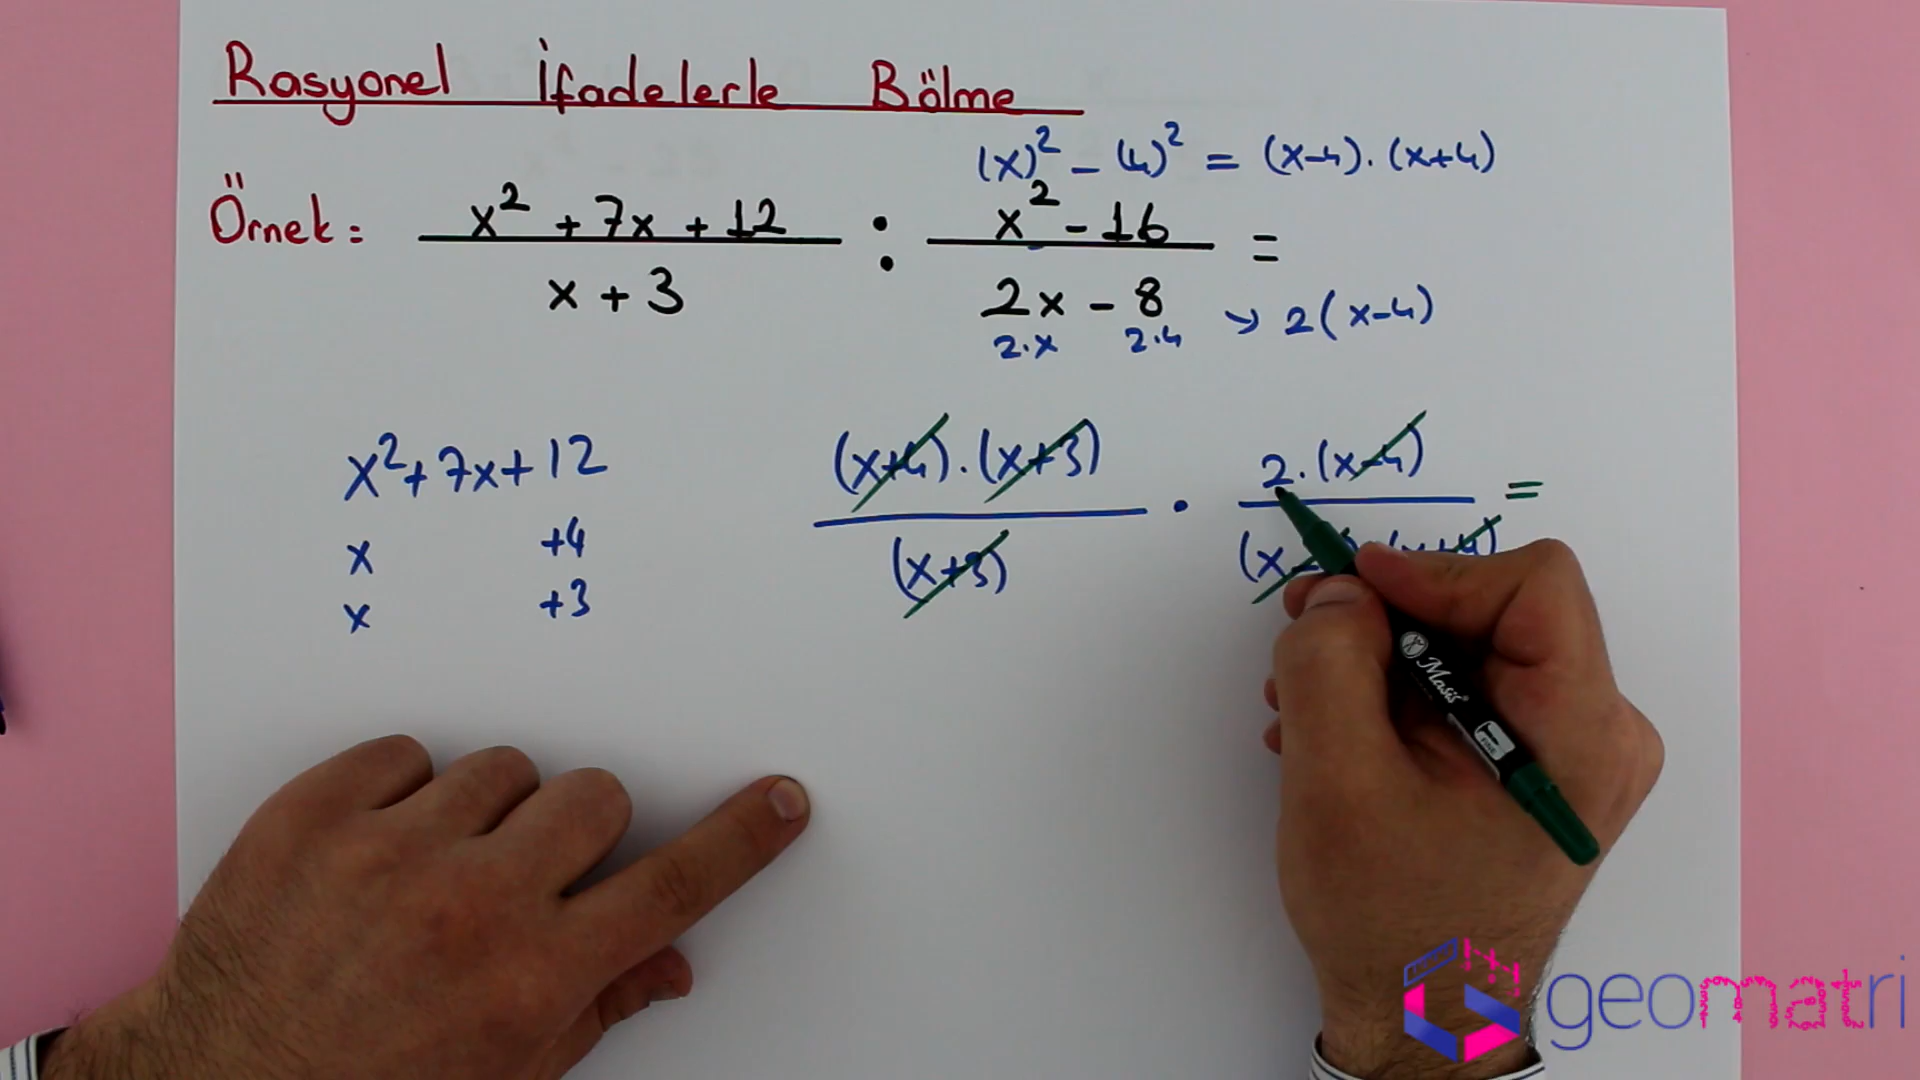 Rasyonel İfadelerle Bölme
(x)² - (4)² = (x-4).(x+4)
Örnek: x² + 7x + 12 : x² - 16 =
x + 3 2x - 8 → 2(x-4)
2.x 2.4
x² + 7x + 12
x +4
x +3
(x+4).(x+3) . 2.(x-4) =
(x+3) (x- (x+4)
Masis
geomatri